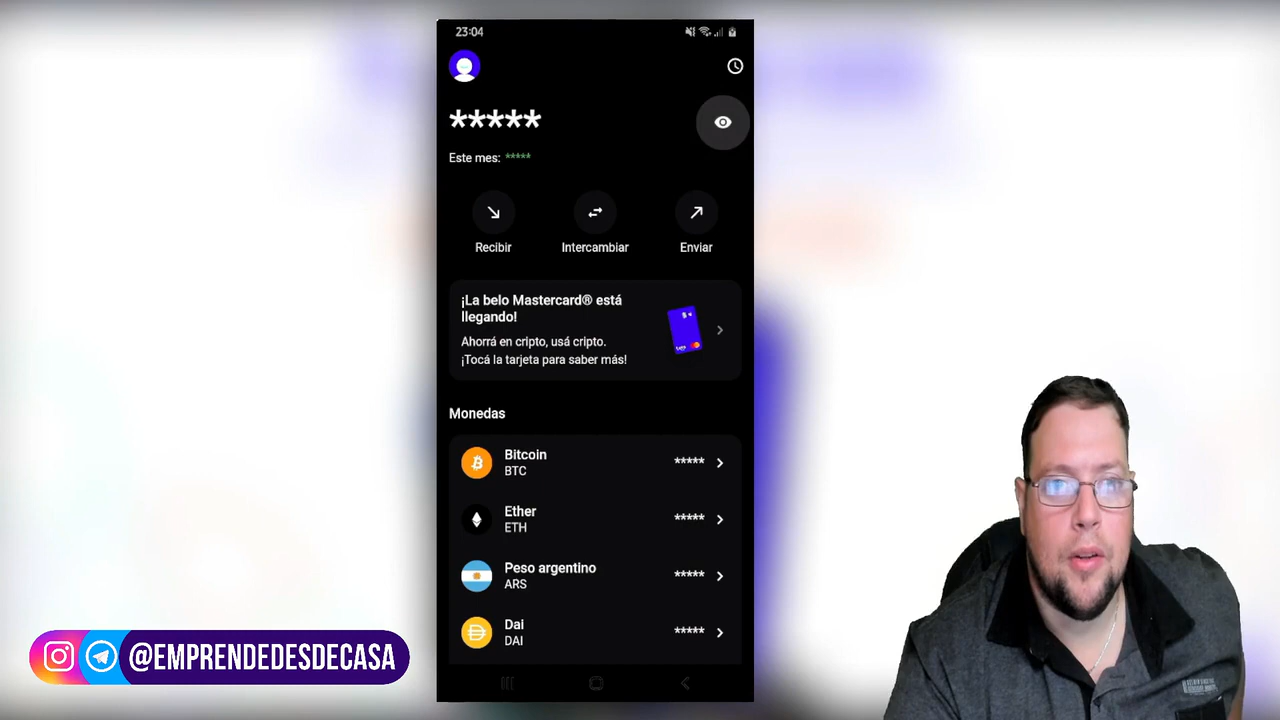 23:04
*****
Este mes: *****
Recibir
Intercambiar
Enviar
¡La belo Mastercard® está
llegando!
Ahorrá en cripto, usá cripto.
¡Tocá la tarjeta para saber más!
Monedas
Bitcoin
BTC
*****
Ether
ETH
*****
Peso argentino
ARS
*****
Dai
DAI
*****
@EMPRENDEDESDECASA